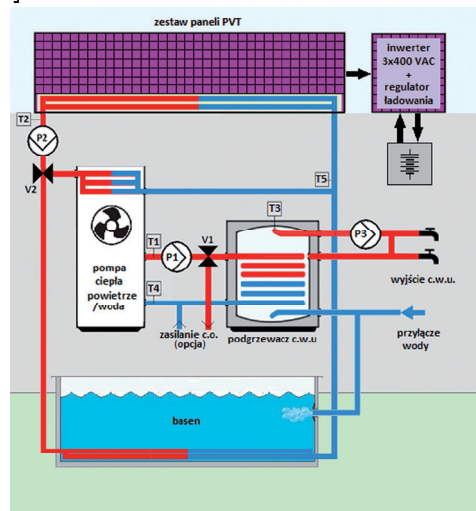 zestaw paneli PVT
inwerter
3x400 VAC
+
regulator
ładowania
T2
P2
V2
T5
T3
T1
P1
V1
P3
pompa
ciepła
powietrze
/woda
T4
wyjście c.w.u.
zasilanie c.o.
(opcja)
podgrzewacz c.w.u
przyłącze
wody
basen